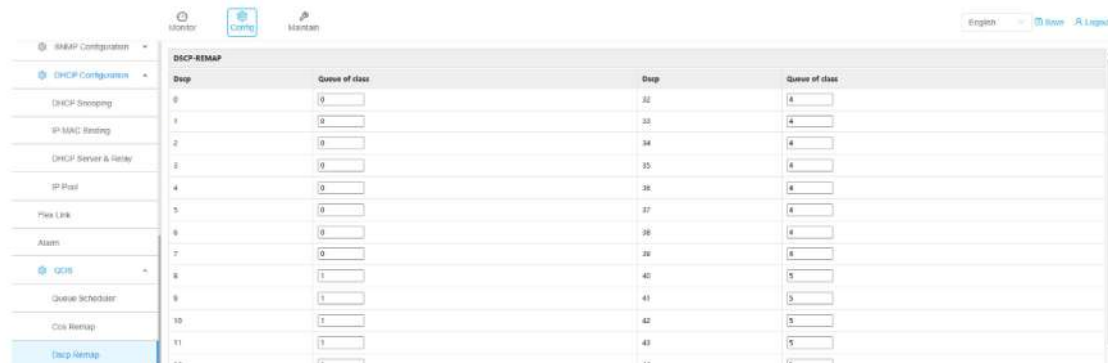 Monitor Config Maintain English Save Logout
SNMP Configuration
DHCP Configuration
DHCP Snooping
IP MAC Binding
DHCP Server & Relay
IP Pool
Flex Link
Alarm
QOS
Queue Scheduler
Cos Remap
Dscp Remap
DSCP-REMAP
Dscp Queue of class Dscp Queue of class
0 0 32 4
1 0 33 4
2 0 34 4
3 0 35 4
4 0 36 4
5 0 37 4
6 0 38 4
7 0 39 4
8 1 40 5
9 1 41 5
10 1 42 5
11 1 43 5